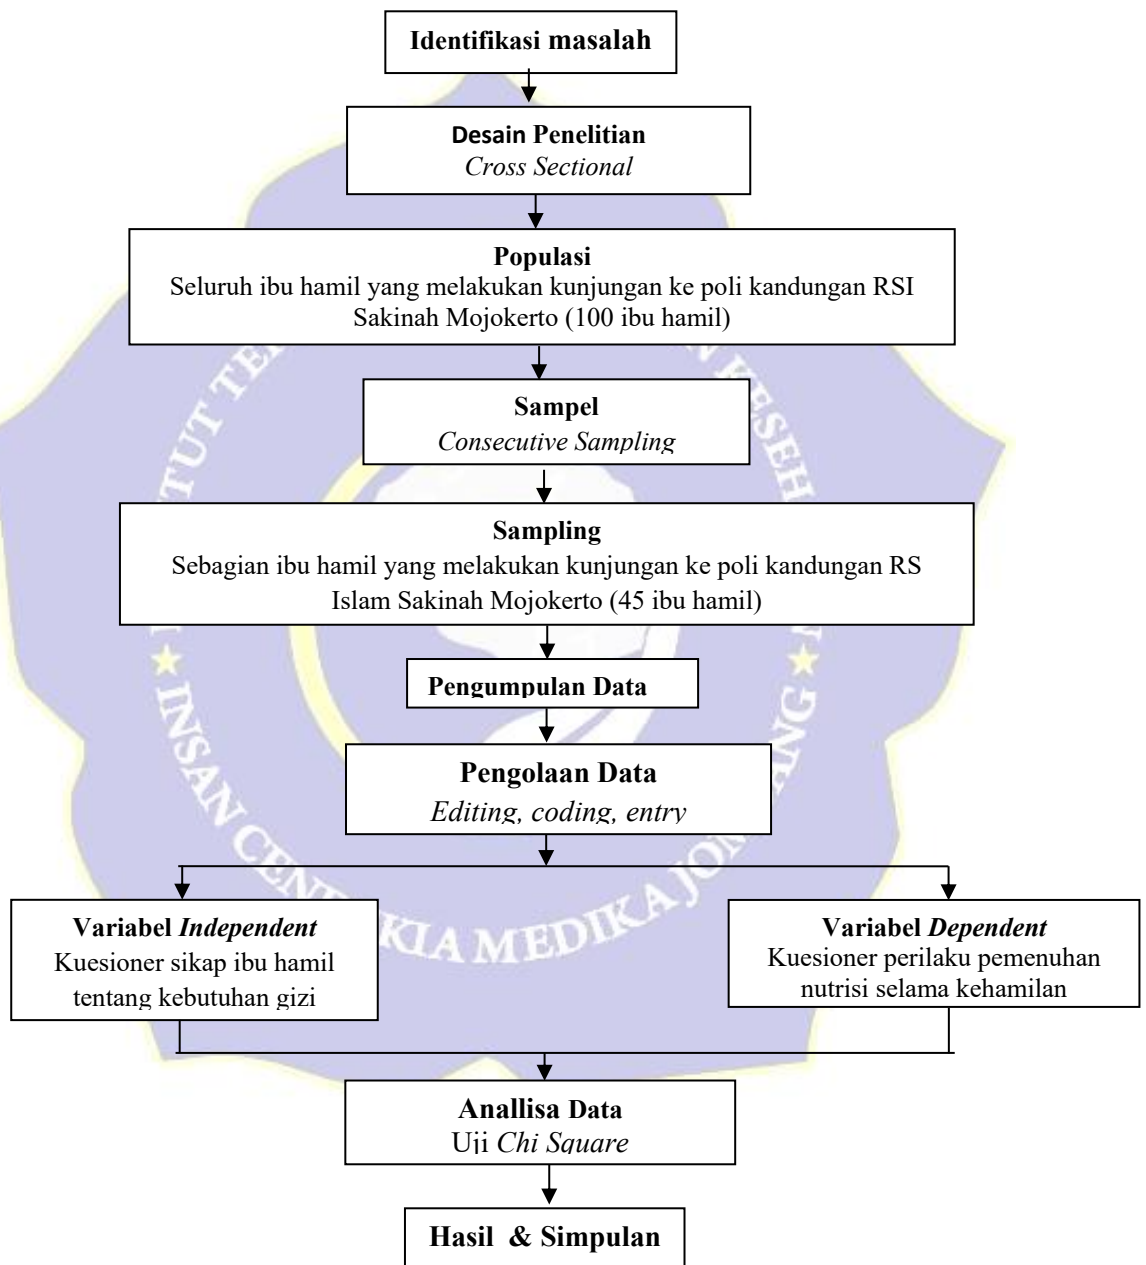 Identifikasi masalah
Desain Penelitian
Cross Sectional
Populasi
Seluruh ibu hamil yang melakukan kunjungan ke poli kandungan RSI
Sakinah Mojokerto (100 ibu hamil)
Sampel
Consecutive Sampling
Sampling
Sebagian ibu hamil yang melakukan kunjungan ke poli kandungan RS
Islam Sakinah Mojokerto (45 ibu hamil)
Pengumpulan Data
Pengolaan Data
Editing, coding, entry
Variabel Independent
Kuesioner sikap ibu hamil
tentang kebutuhan gizi
Variabel Dependent
Kuesioner perilaku pemenuhan
nutrisi selama kehamilan
Anallisa Data
Uji Chi Square
Hasil & Simpulan
INSAN MEDIKA